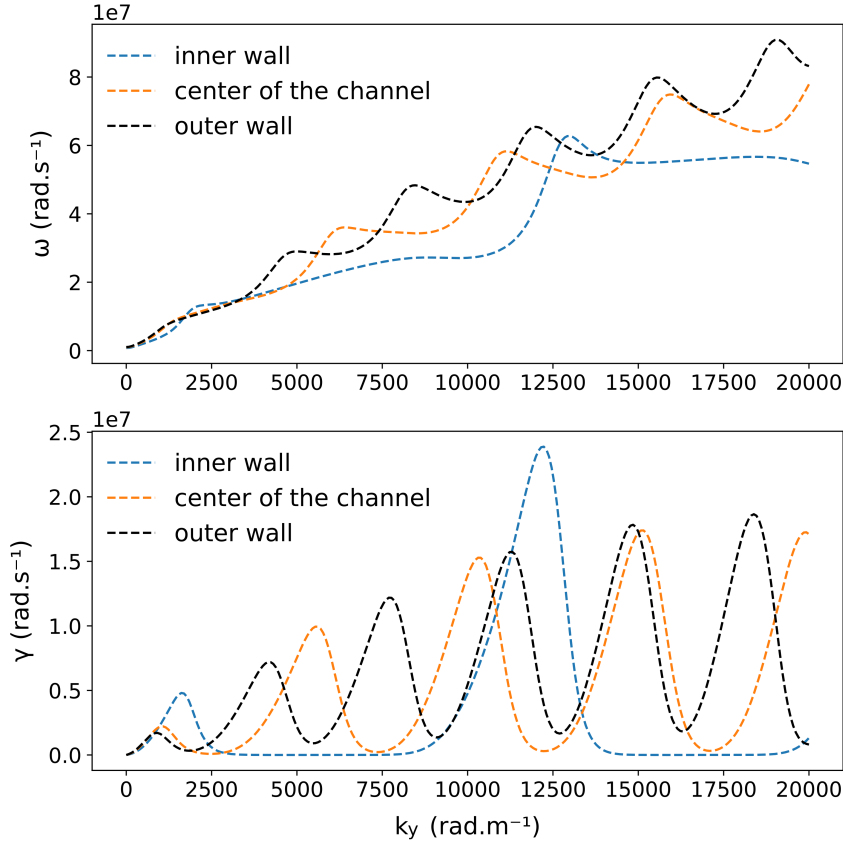 1e7
inner wall
center of the channel
outer wall
8
6
4
2
0
ω (rad.s⁻¹)
0 2500 5000 7500 10000 12500 15000 17500 20000
1e7
2.5
inner wall
center of the channel
outer wall
2.0
1.5
1.0
0.5
0.0
γ (rad.s⁻¹)
0 2500 5000 7500 10000 12500 15000 17500 20000
kᵧ (rad.m⁻¹)